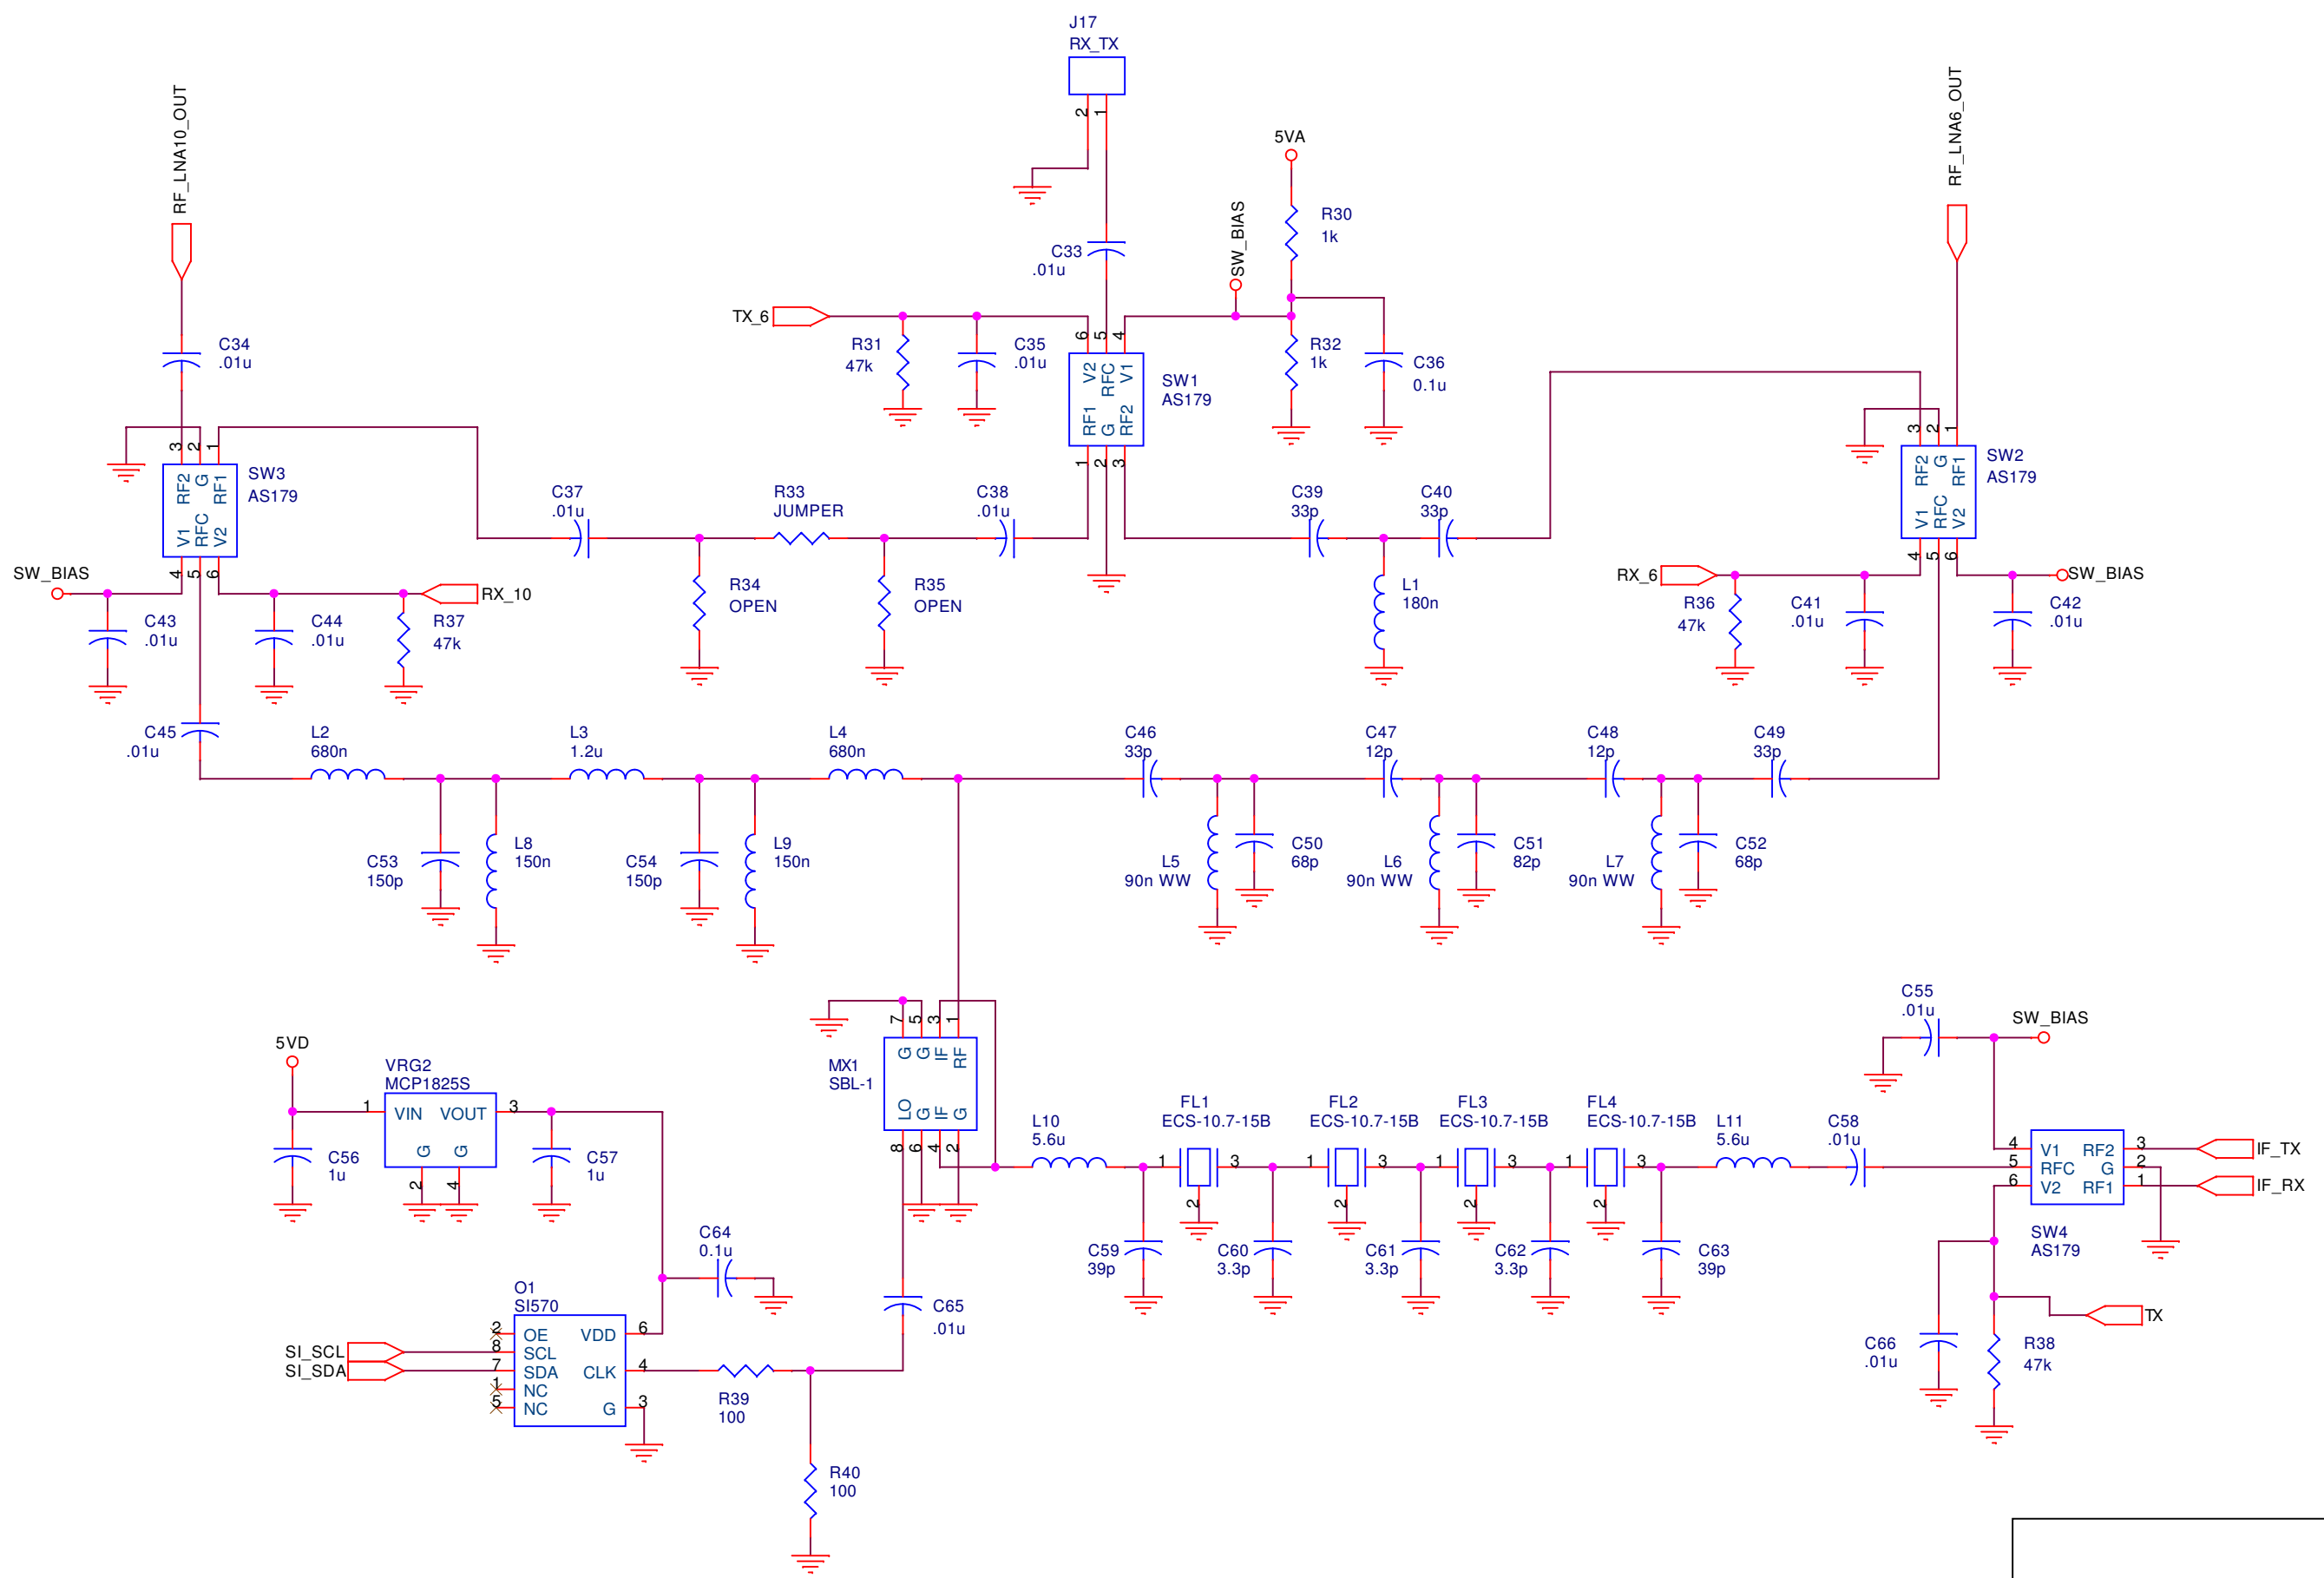 J17
RX_TX
2
1
RF_LNA10_OUT
RF_LNA6_OUT
5VA
SW_BIAS
R30
1k
C33
.01u
TX_6
R31
47k
C35
.01u
6
5
4
V2
RFC
V1
RF1
G
RF2
1
2
3
SW1
AS179
R32
1k
C36
0.1u
C34
.01u
3
2
1
RF2
G
RF1
V1
RFC
V2
4
5
6
SW3
AS179
3
2
1
RF2
G
RF1
V1
RFC
V2
4
5
6
SW2
AS179
C37
.01u
R33
JUMPER
C38
.01u
C39
33p
C40
33p
SW_BIAS
RX_10
C43
.01u
C44
.01u
R37
47k
R34
OPEN
R35
OPEN
L1
180n
RX_6
R36
47k
C41
.01u
SW_BIAS
C42
.01u
C45
.01u
L2
680n
L3
1.2u
L4
680n
C46
33p
C47
12p
C48
12p
C49
33p
C53
150p
L8
150n
C54
150p
L9
150n
L5
90n WW
C50
68p
L6
90n WW
C51
82p
L7
90n WW
C52
68p
C55
.01u
SW_BIAS
5VD
VRG2
MCP1825S
1
VIN
VOUT
3
G
G
2
4
C56
1u
C57
1u
7
5
3
1
G
G
IF
RF
MX1
SBL-1
LO
G
IF
G
8
6
4
2
L10
5.6u
FL1
ECS-10.7-15B
FL2
ECS-10.7-15B
FL3
ECS-10.7-15B
FL4
ECS-10.7-15B
L11
5.6u
C58
.01u
1
3
2
1
3
2
1
3
2
1
3
2
4
V1
RF2
3
IF_TX
5
RFC
G
2
6
V2
RF1
1
IF_RX
SW4
AS179
C59
39p
C60
3.3p
C61
3.3p
C62
3.3p
C63
39p
C64
0.1u
C65
.01u
O1
SI570
2
OE
VDD
6
SI_SCL
8
SCL
SI_SDA
7
SDA
CLK
4
1
NC
5
NC
G
3
R39
100
R40
100
TX
C66
.01u
R38
47k